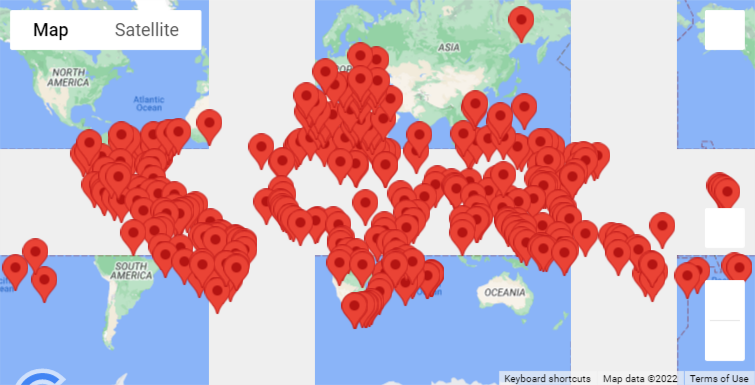 Map
Satellite
ASIA
NORTH
AMERICA
Atlantic
Ocean
SOUTH
AMERICA
OCEANIA
Keyboard shortcuts
Map data ©2022
Terms of Use